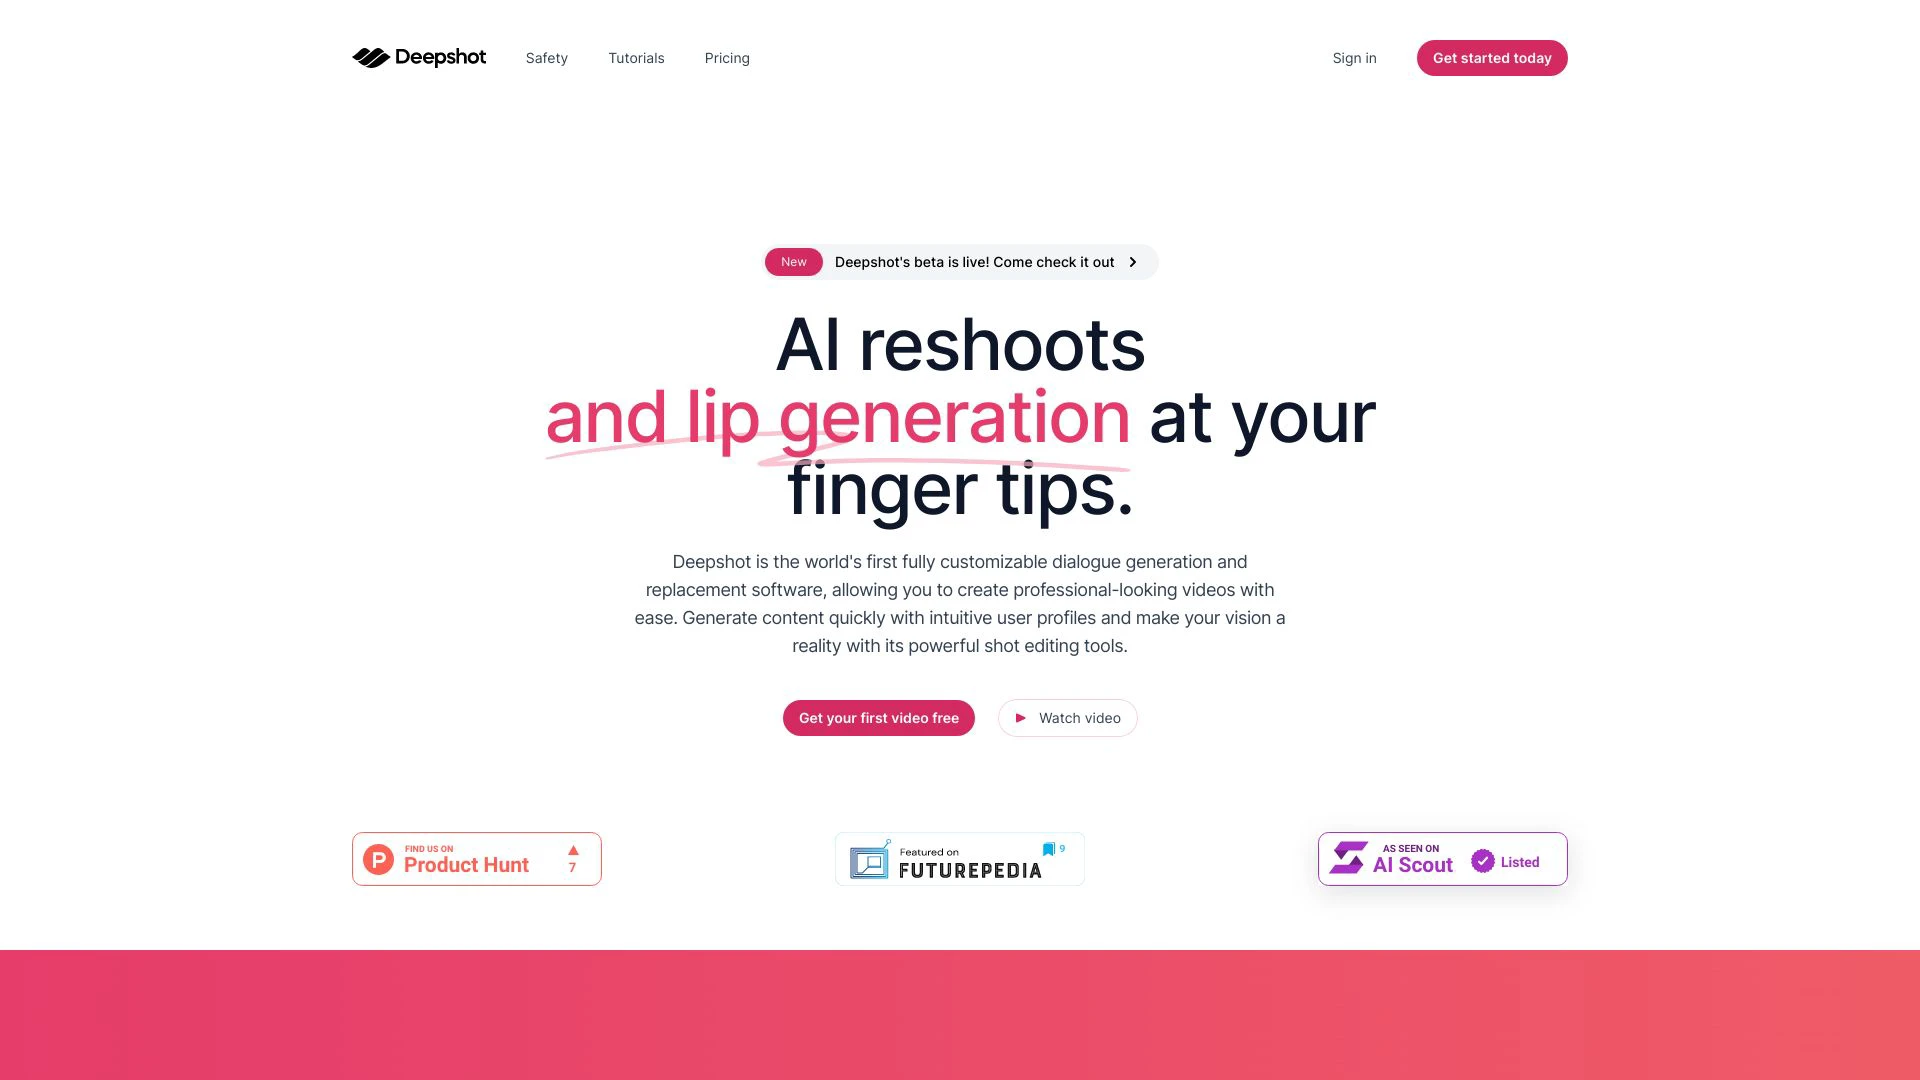 Deepshot
Safety
Tutorials
Pricing
Sign in
Get started today
New
Deepshot's beta is live! Come check it out
AI reshoots
and lip generation at your
finger tips.
Deepshot is the world's first fully customizable dialogue generation and
replacement software, allowing you to create professional-looking videos with
ease. Generate content quickly with intuitive user profiles and make your vision a
reality with its powerful shot editing tools.
Get your first video free
Watch video
P
FIND US ON
Product Hunt
7
Featured on
FUTUREPEDIA
9
AS SEEN ON
AI Scout
Listed